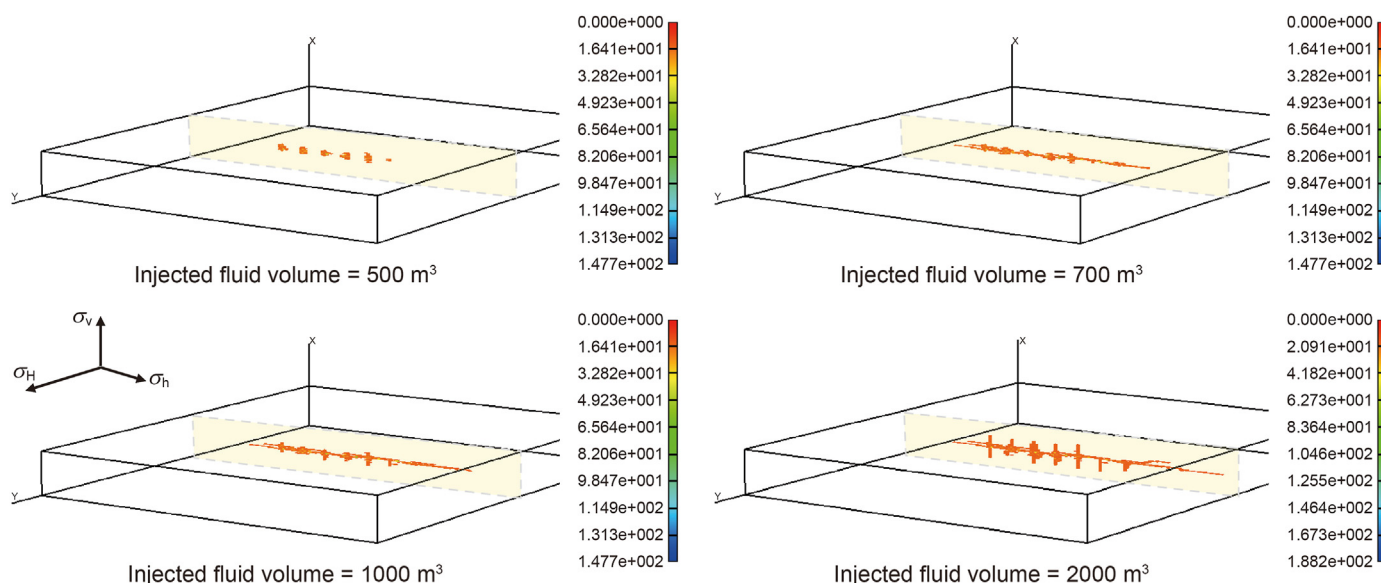 X
Y
0.000e+000
1.641e+001
3.282e+001
4.923e+001
6.564e+001
8.206e+001
9.847e+001
1.149e+002
1.313e+002
1.477e+002
Injected fluid volume = 500 m³
X
Y
0.000e+000
1.641e+001
3.282e+001
4.923e+001
6.564e+001
8.206e+001
9.847e+001
1.149e+002
1.313e+002
1.477e+002
Injected fluid volume = 700 m³
σv
σH
σh
X
Y
0.000e+000
1.641e+001
3.282e+001
4.923e+001
6.564e+001
8.206e+001
9.847e+001
1.149e+002
1.313e+002
1.477e+002
Injected fluid volume = 1000 m³
X
Y
0.000e+000
2.091e+001
4.182e+001
6.273e+001
8.364e+001
1.046e+002
1.255e+002
1.464e+002
1.673e+002
1.882e+002
Injected fluid volume = 2000 m³